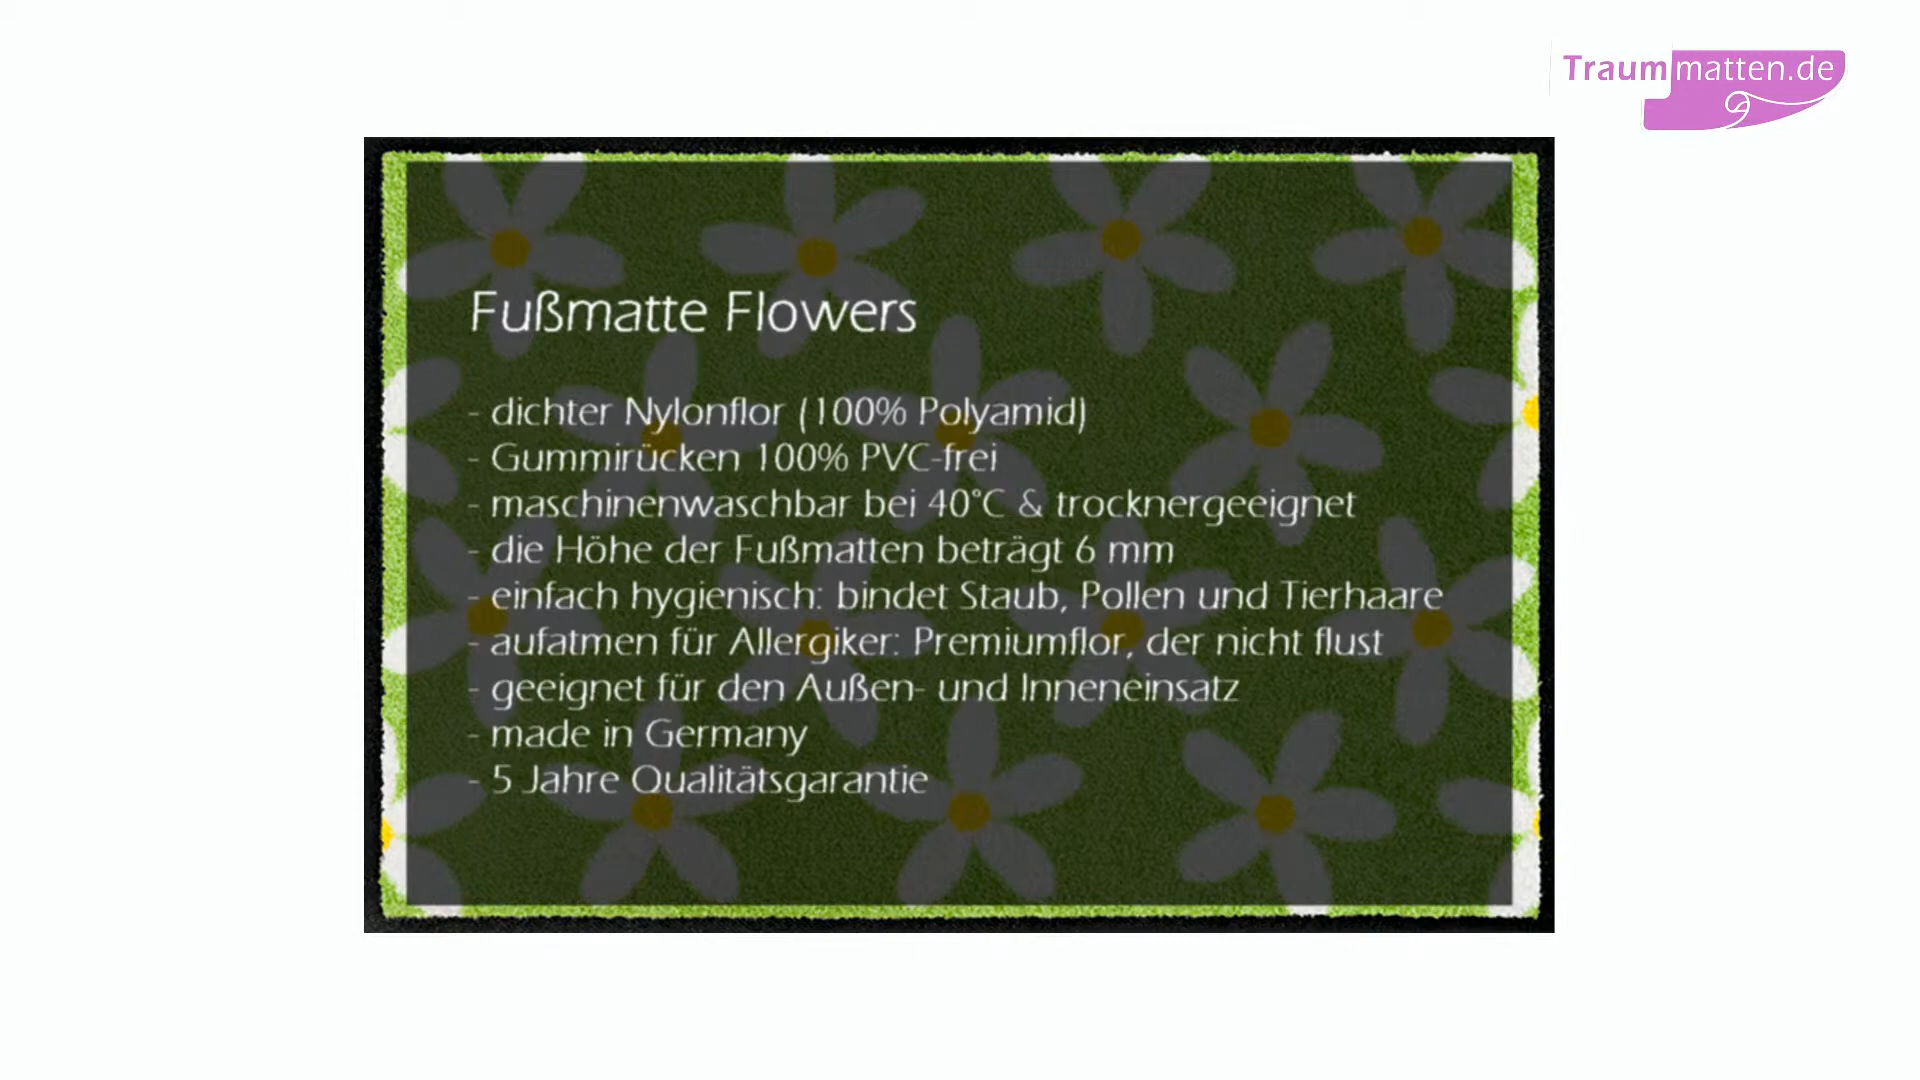 Traummatten.de
Fußmatte Flowers
- dichter Nylonflor (100% Polyamid)
- Gummirücken 100% PVC-frei
- maschinenwaschbar bei 40°C & trocknergeeignet
- die Höhe der Fußmatten beträgt 6 mm
- einfach hygienisch: bindet Staub, Pollen und Tierhaare
- aufatmen für Allergiker: Premiumflor, der nicht flust
- geeignet für den Außen- und Inneneinsatz
- made in Germany
- 5 Jahre Qualitätsgarantie